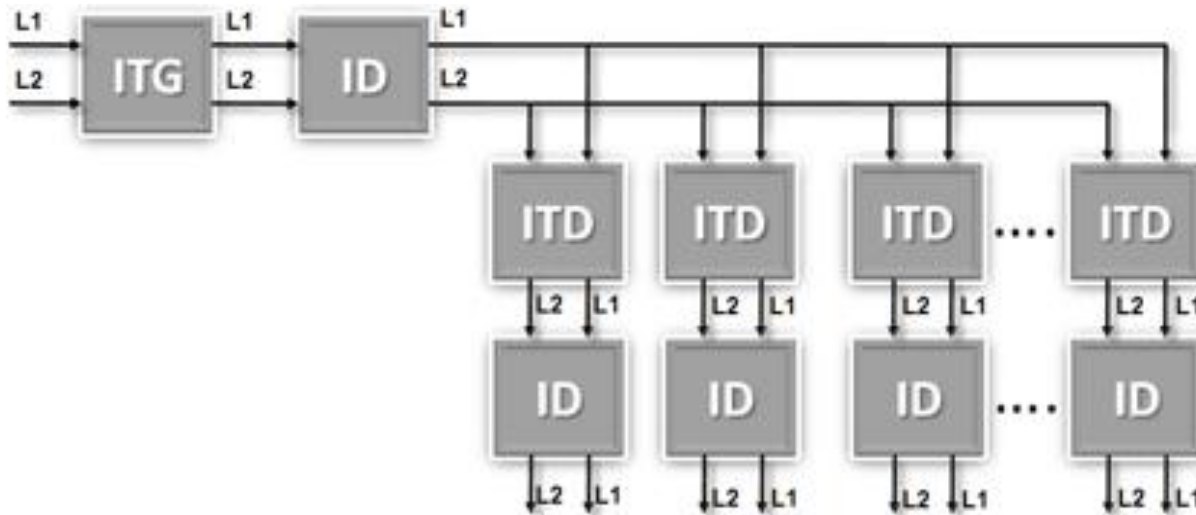 L1 L1 L1
ITG ID
L2 L2 L2
ITD ITD ITD .... ITD
L2 L1 L2 L1 L2 L1 L2 L1
ID ID ID .... ID
L2 L1 L2 L1 L2 L1 L2 L1